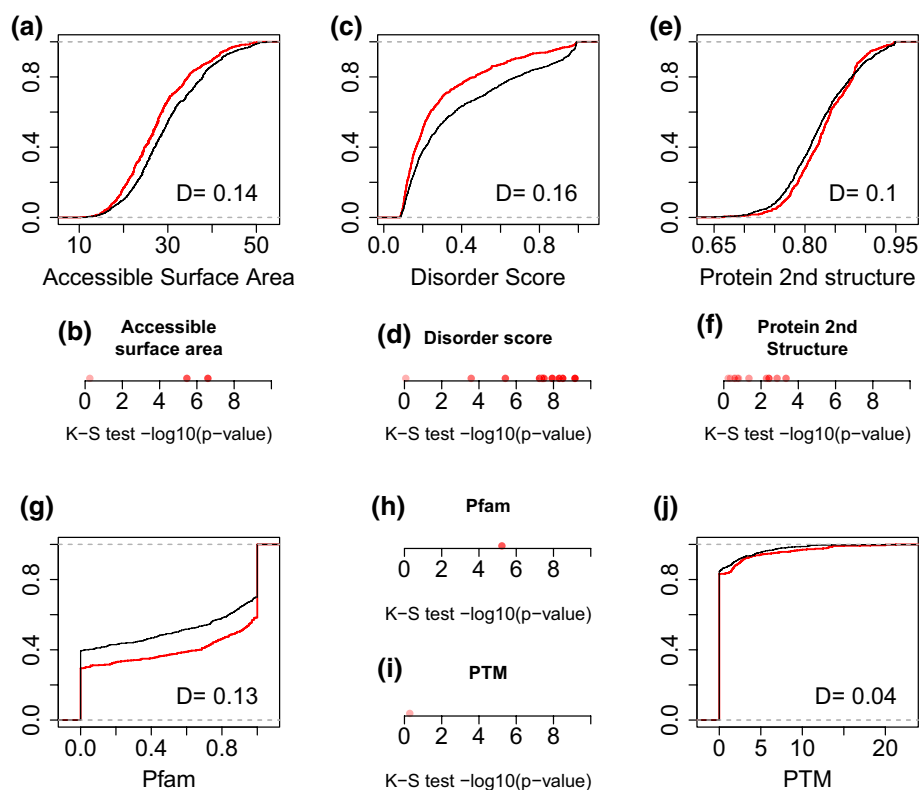 (a)
0.0 0.4 0.8
D= 0.14
10 30 50
Accessible Surface Area
(c)
0.0 0.4 0.8
D= 0.16
0.0 0.4 0.8
Disorder Score
(e)
0.0 0.4 0.8
D= 0.1
0.65 0.80 0.95
Protein 2nd structure
(b)
Accessible
surface area
0 2 4 6 8
K−S test −log10(p−value)
(d)
Disorder score
0 2 4 6 8
K−S test −log10(p−value)
(f)
Protein 2nd
Structure
0 2 4 6 8
K−S test −log10(p−value)
(g)
0.0 0.4 0.8
D= 0.13
0.0 0.4 0.8
Pfam
(h)
Pfam
0 2 4 6 8
K−S test −log10(p−value)
(i)
PTM
0 2 4 6 8
K−S test −log10(p−value)
(j)
0.0 0.4 0.8
D= 0.04
0 5 10 20
PTM